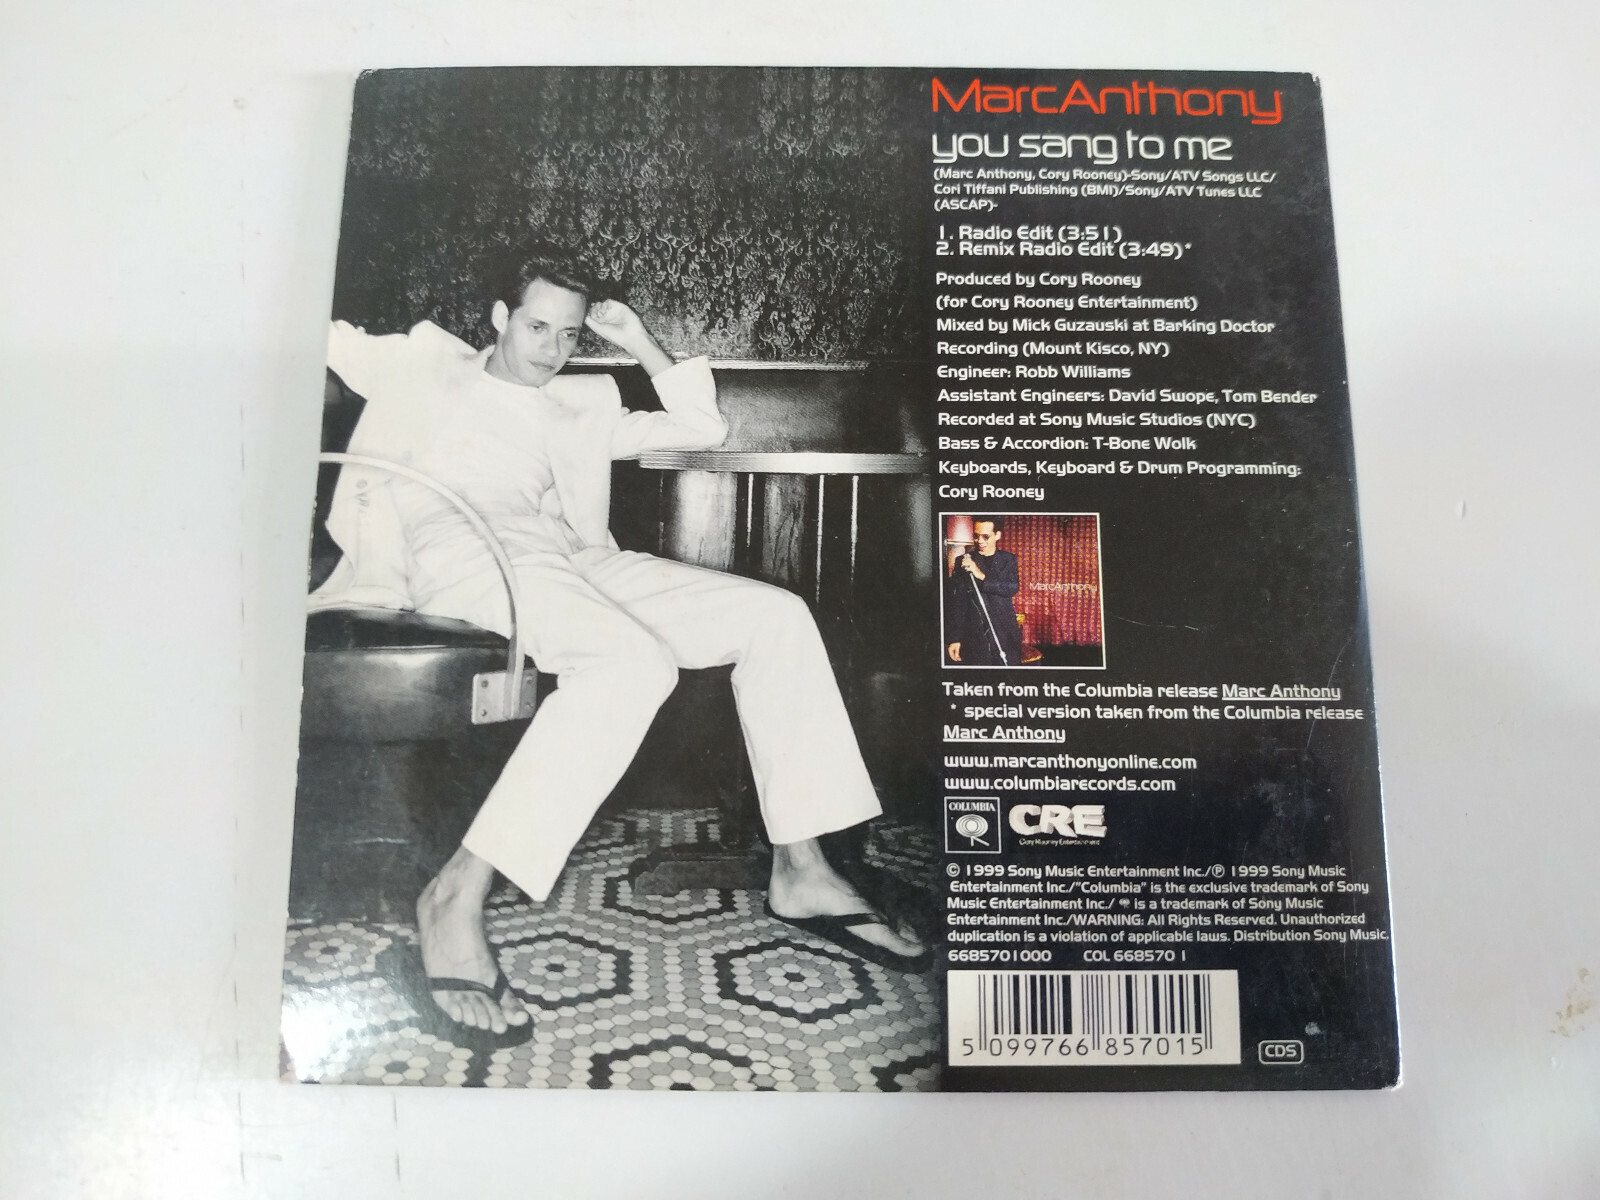 MarcAnthony
you sang to me
(Marc Anthony, Cory Rooney)-Sony/ATV Songs LLC/
Cori Tiffani Publishing (BMI)/Sony/ATV Tunes LLC
(ASCAP)-
1. Radio Edit (3:51)
2. Remix Radio Edit (3:49)*
Produced by Cory Rooney
(for Cory Rooney Entertainment)
Mixed by Mick Guzauski at Barking Doctor
Recording (Mount Kisco, NY)
Engineer: Robb Williams
Assistant Engineers: David Swope, Tom Bender
Recorded at Sony Music Studios (NYC)
Bass & Accordion: T-Bone Wolk
Keyboards, Keyboard & Drum Programming:
Cory Rooney
MarcAnthony
Taken from the Columbia release Marc Anthony
* special version taken from the Columbia release
Marc Anthony
www.marcanthonyonline.com
www.columbiarecords.com
COLUMBIA
CRE
Cory Rooney Entertainment
© 1999 Sony Music Entertainment Inc./℗ 1999 Sony Music
Entertainment Inc./"Columbia" is the exclusive trademark of Sony
Music Entertainment Inc./ is a trademark of Sony Music
Entertainment Inc./WARNING: All Rights Reserved. Unauthorized
duplication is a violation of applicable laws. Distribution Sony Music.
6685701000 COL 668570 1
5 099766 857015
CDS